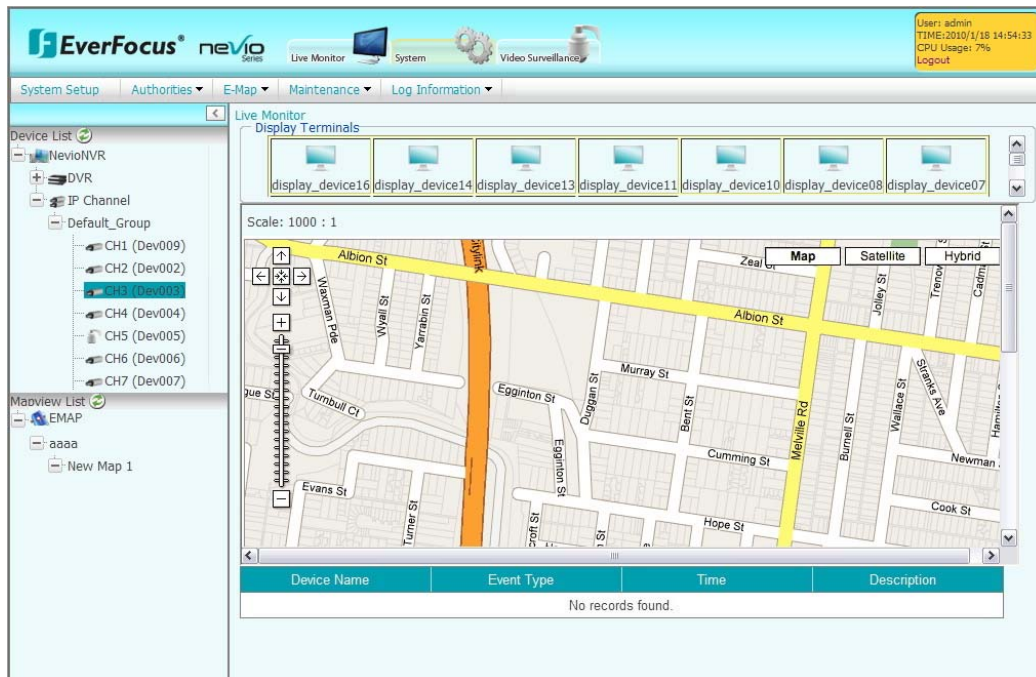 EverFocus®
nevio
Series
Live Monitor
System
Video Surveillance
User: admin
TIME:2010/1/18 14:54:33
CPU Usage: 7%
Logout
System Setup
Authorities
E-Map
Maintenance
Log Information
Device List
NevioNVR
DVR
IP Channel
Default_Group
CH1 (Dev009)
CH2 (Dev002)
CH3 (Dev003)
CH4 (Dev004)
CH5 (Dev005)
CH6 (Dev006)
CH7 (Dev007)
Mapview List
EMAP
aaaa
New Map 1
Live Monitor
Display Terminals
display_device16
display_device14
display_device13
display_device11
display_device10
display_device08
display_device07
Scale: 1000 : 1
Map
Satellite
Hybrid
Albion St
Citylink
Waxman Pde
Wyall St
Yarrabin St
Albion St
Jolley St
Murray St
Turnbull Ct
Egginton St
Duggan St
Bent St
Melville Rd
Burnell St
Wallace St
Stranks Ave
Egginton St
Cumming St
Newman
Evans St
Turner St
Hope St
Cook St
Device Name
Event Type
Time
Description
No records found.